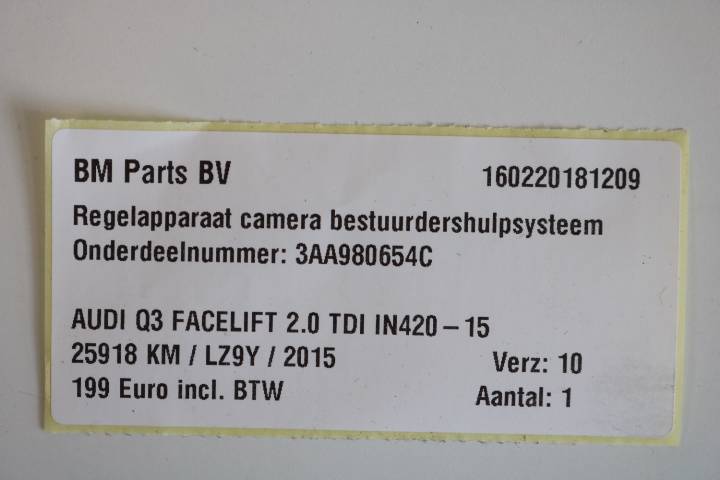 BM Parts BV 160220181209
Regelapparaat camera bestuurdershulpsysteem
Onderdeelnummer: 3AA980654C
AUDI Q3 FACELIFT 2.0 TDI IN420-15
25918 KM / LZ9Y / 2015 Verz: 10
199 Euro incl. BTW Aantal: 1